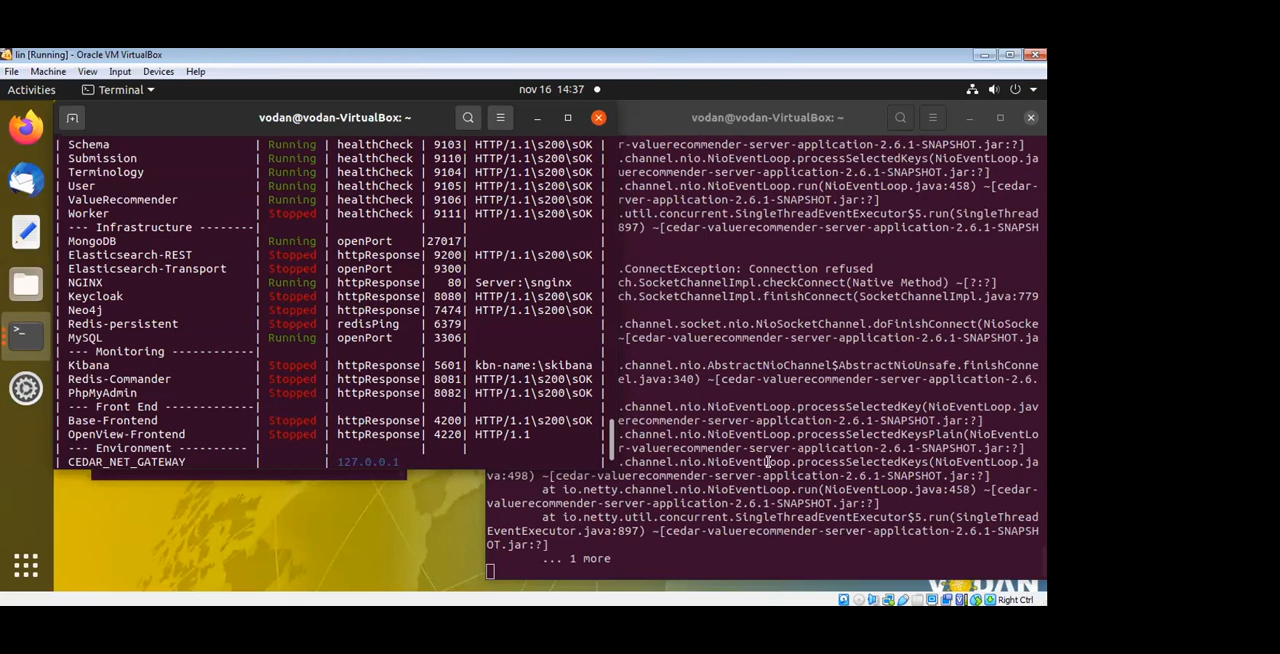 lin [Running] - Oracle VM VirtualBox
File Machine View Input Devices Help
Activities Terminal nov 16 14:37
vodan@vodan-VirtualBox: ~
| Schema | Running | healthCheck | 9103| HTTP/1.1\s200\sOK |
| Submission | Running | healthCheck | 9110| HTTP/1.1\s200\sOK |
| Terminology | Running | healthCheck | 9104| HTTP/1.1\s200\sOK |
| User | Running | healthCheck | 9105| HTTP/1.1\s200\sOK |
| ValueRecommender | Running | healthCheck | 9106| HTTP/1.1\s200\sOK |
| Worker | Stopped | healthCheck | 9111| HTTP/1.1\s200\sOK |
| --- Infrastructure --------| | | | |
| MongoDB | Running | openPort |27017| |
| Elasticsearch-REST | Stopped | httpResponse| 9200| HTTP/1.1\s200\sOK |
| Elasticsearch-Transport | Stopped | openPort | 9300| |
| NGINX | Running | httpResponse| 80| Server:\snginx |
| Keycloak | Stopped | httpResponse| 8080| HTTP/1.1\s200\sOK |
| Neo4j | Stopped | httpResponse| 7474| HTTP/1.1\s200\sOK |
| Redis-persistent | Stopped | redisPing | 6379| |
| MySQL | Running | openPort | 3306| |
| --- Monitoring ------------| | | | |
| Kibana | Stopped | httpResponse| 5601| kbn-name:\skibana |
| Redis-Commander | Stopped | httpResponse| 8081| HTTP/1.1\s200\sOK |
| PhpMyAdmin | Stopped | httpResponse| 8082| HTTP/1.1\s200\sOK |
| --- Front End -------------| | | | |
| Base-Frontend | Stopped | httpResponse| 4200| HTTP/1.1\s200\sOK |
| OpenView-Frontend | Stopped | httpResponse| 4220| HTTP/1.1 |
| --- Environment -----------| | | | |
| CEDAR_NET_GATEWAY | | 127.0.0.1
vodan@vodan-VirtualBox: ~
r-valuerecommender-server-application-2.6.1-SNAPSHOT.jar:?]
.channel.nio.NioEventLoop.processSelectedKeys(NioEventLoop.ja
uerecommender-server-application-2.6.1-SNAPSHOT.jar:?]
.channel.nio.NioEventLoop.run(NioEventLoop.java:458) ~[cedar-
rver-application-2.6.1-SNAPSHOT.jar:?]
.util.concurrent.SingleThreadEventExecutor$5.run(SingleThread
897) ~[cedar-valuerecommender-server-application-2.6.1-SNAPSH
.ConnectException: Connection refused
ch.SocketChannelImpl.checkConnect(Native Method) ~[?:?]
ch.SocketChannelImpl.finishConnect(SocketChannelImpl.java:779
.channel.socket.nio.NioSocketChannel.doFinishConnect(NioSocke
r-valuerecommender-server-application-2.6.1-SNAPSHOT.jar:?]
.channel.nio.AbstractNioChannel$AbstractNioUnsafe.finishConne
el.java:340) ~[cedar-valuerecommender-server-application-2.6.
.channel.nio.NioEventLoop.processSelectedKey(NioEventLoop.jav
r-valuerecommender-server-application-2.6.1-SNAPSHOT.jar:?]
.channel.nio.NioEventLoop.processSelectedKeysPlain(NioEventLo
r-valuerecommender-server-application-2.6.1-SNAPSHOT.jar:?]
.channel.nio.NioEventLoop.processSelectedKeys(NioEventLoop.ja
va:498) ~[cedar-valuerecommender-server-application-2.6.1-SNAPSHOT.jar:?]
at io.netty.channel.nio.NioEventLoop.run(NioEventLoop.java:458) ~[cedar-
valuerecommender-server-application-2.6.1-SNAPSHOT.jar:?]
at io.netty.util.concurrent.SingleThreadEventExecutor$5.run(SingleThread
EventExecutor.java:897) ~[cedar-valuerecommender-server-application-2.6.1-SNAPSH
OT.jar:?]
... 1 more
VODAN
Right Ctrl